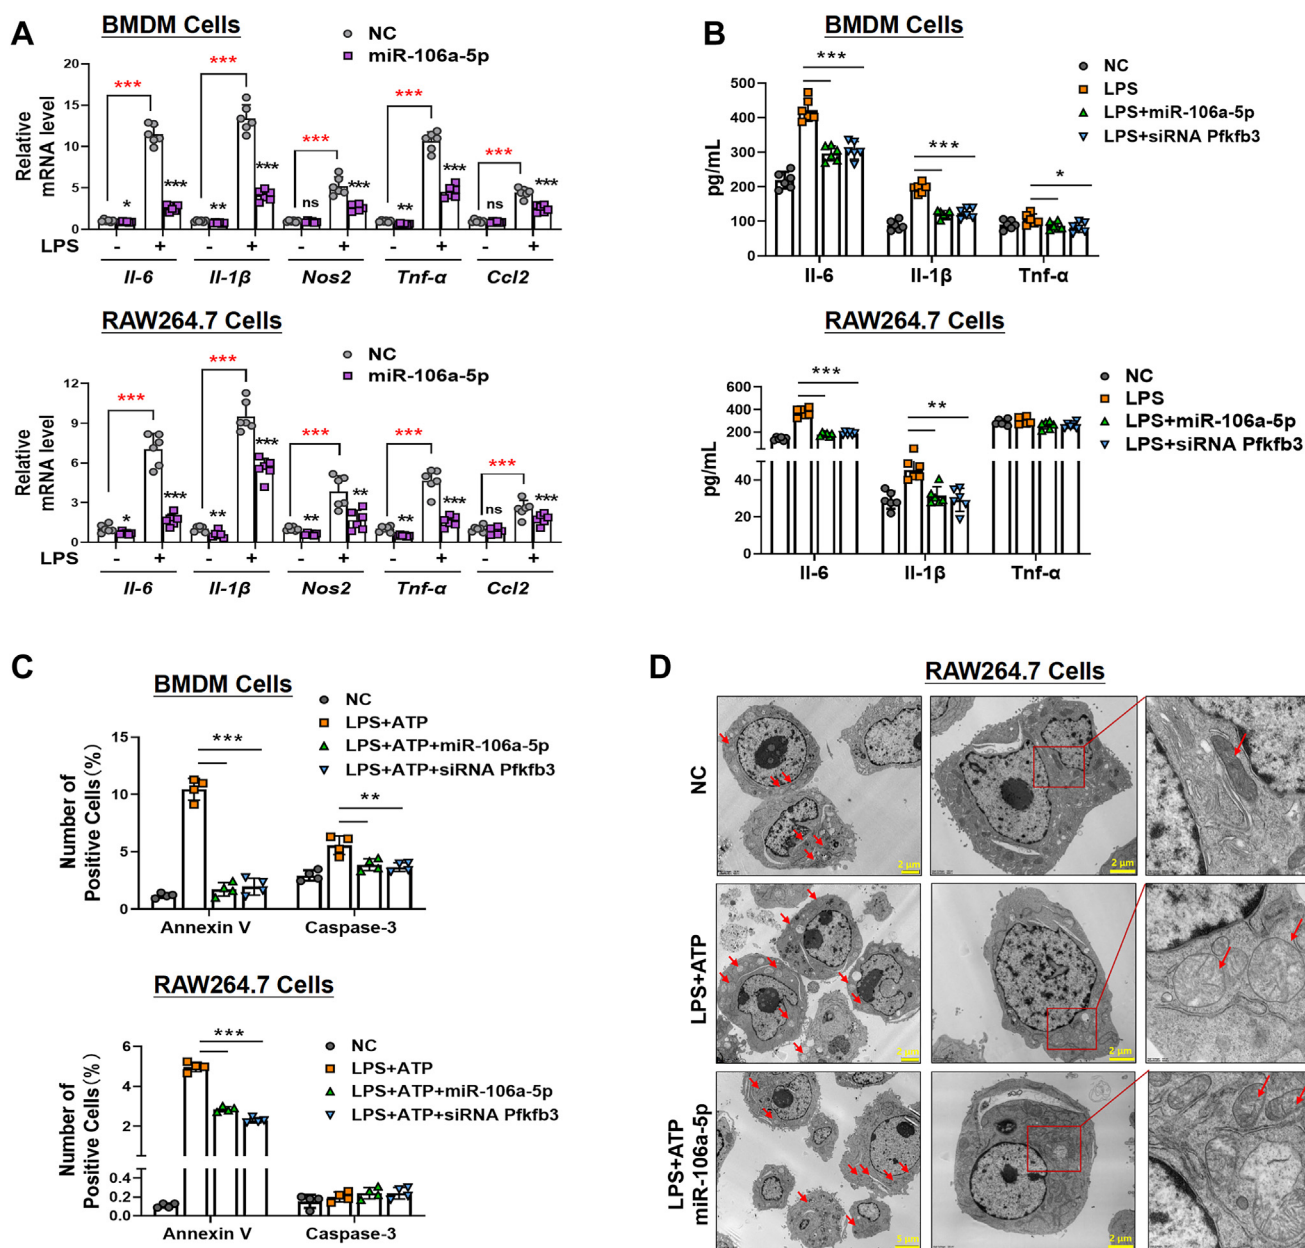 A
BMDM Cells
NC
miR-106a-5p
Relative
mRNA level
20
15
10
5
0
***
***
***
***
***
*
***
**
***
ns
***
**
***
ns
***
LPS
-
+
-
+
-
+
-
+
-
+
Il-6
Il-1β
Nos2
Tnf-α
Ccl2
RAW264.7 Cells
NC
miR-106a-5p
Relative
mRNA level
12
9
6
3
0
***
***
***
***
***
*
***
**
***
**
**
**
***
ns
***
LPS
-
+
-
+
-
+
-
+
-
+
Il-6
Il-1β
Nos2
Tnf-α
Ccl2
B
BMDM Cells
NC
LPS
LPS+miR-106a-5p
LPS+siRNA Pfkfb3
pg/mL
500
400
300
200
100
0
***
***
*
Il-6
Il-1β
Tnf-α
RAW264.7 Cells
NC
LPS
LPS+miR-106a-5p
LPS+siRNA Pfkfb3
pg/mL
600
400
200
40
20
0
***
**
Il-6
Il-1β
Tnf-α
C
BMDM Cells
NC
LPS+ATP
LPS+ATP+miR-106a-5p
LPS+ATP+siRNA Pfkfb3
Number of
Positive Cells (%)
15
10
5
0
***
**
Annexin V
Caspase-3
RAW264.7 Cells
NC
LPS+ATP
LPS+ATP+miR-106a-5p
LPS+ATP+siRNA Pfkfb3
Number of
Positive Cells (%)
6
4
2
0.4
0.2
0.0
***
Annexin V
Caspase-3
D
RAW264.7 Cells
NC
2 μm
2 μm
LPS+ATP
2 μm
LPS+ATP
miR-106a-5p
5 μm
2 μm